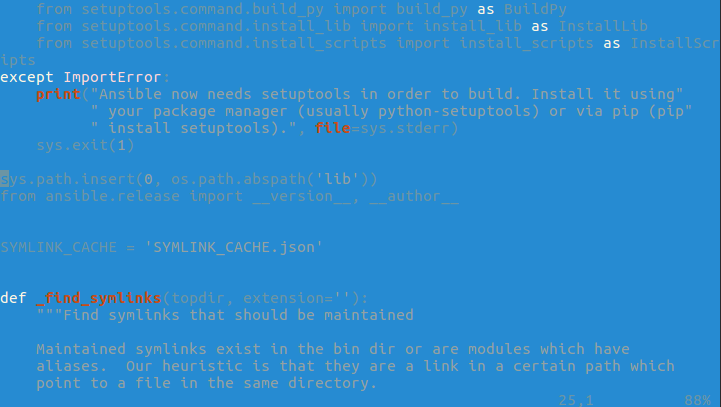 from setuptools.command.build_py import build_py as BuildPy
    from setuptools.command.install_lib import install_lib as InstallLib
    from setuptools.command.install_scripts import install_scripts as InstallScr
ipts
except ImportError:
    print("Ansible now needs setuptools in order to build. Install it using"
          " your package manager (usually python-setuptools) or via pip (pip"
          " install setuptools).", file=sys.stderr)
    sys.exit(1)
sys.path.insert(0, os.path.abspath('lib'))
from ansible.release import __version__, __author__
SYMLINK_CACHE = 'SYMLINK_CACHE.json'
def _find_symlinks(topdir, extension=''):
    """Find symlinks that should be maintained
    Maintained symlinks exist in the bin dir or are modules which have
    aliases.  Our heuristic is that they are a link in a certain path which
    point to a file in the same directory.
25,1          88%